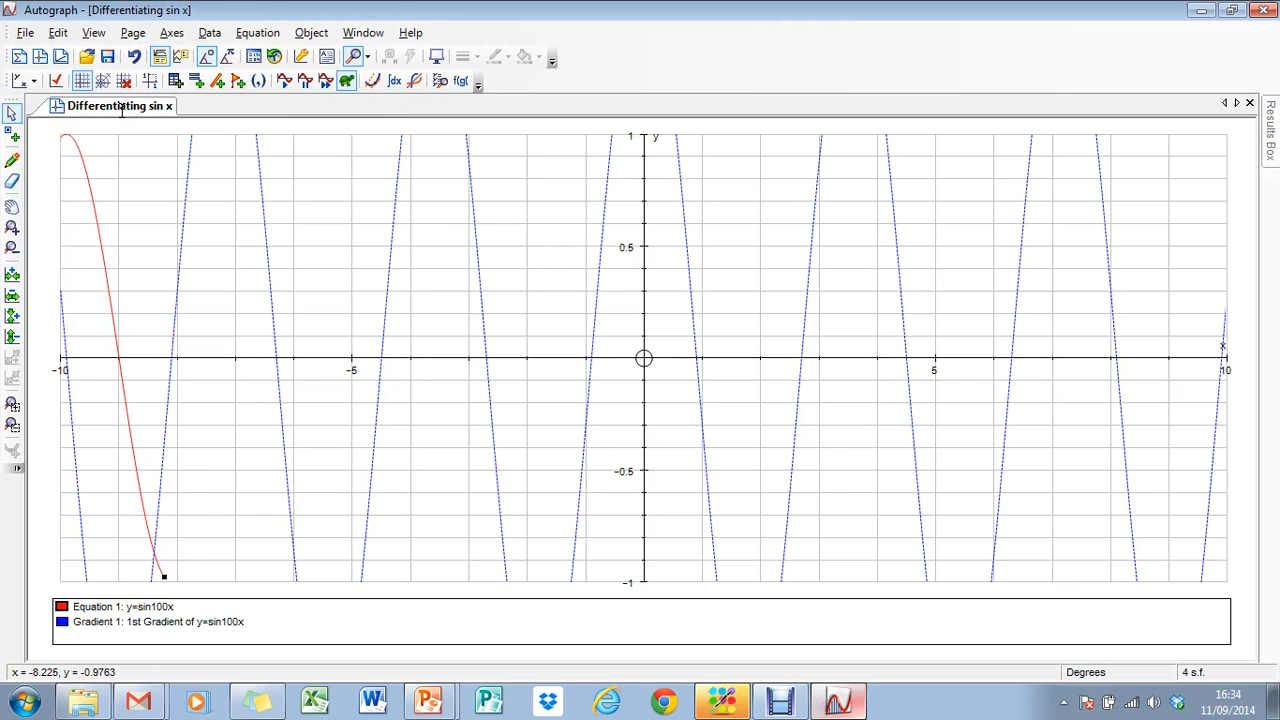 Autograph - [Differentiating sin x]
File Edit View Page Axes Data Equation Object Window Help
Differentiating sin x
Results Box
1 y
0.5
-10 -5 5 x 10
-0.5
-1
Equation 1: y=sin100x
Gradient 1: 1st Gradient of y=sin100x
x = -8.225, y = -0.9763 Degrees 4 s.f.
16:34
11/09/2014